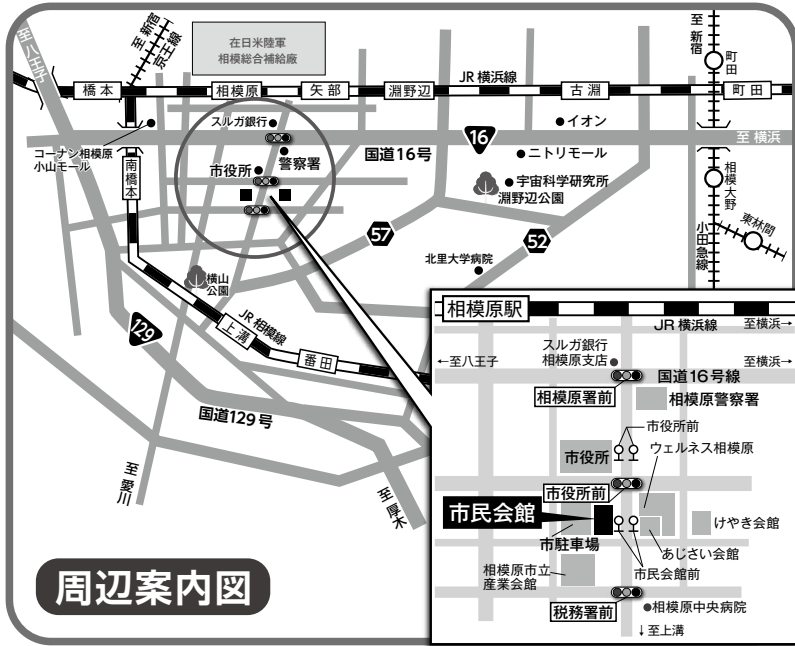 至 八王子
至 新宿
京王線
在日米陸軍
相模総合補給廠
至 新宿
町田
橋本
相模原
矢部
淵野辺
JR 横浜線
古淵
町田
スルガ銀行
イオン
16
至 横浜
コーナン相模原
小山モール
警察署
国道16号
ニトリモール
市役所
南橋本
宇宙科学研究所
淵野辺公園
相模大野
東林間
小田急線
57
52
北里大学病院
横山
公園
129
JR 相模線
上溝
番田
国道129号
至 愛川
至 厚木
相模原駅
JR 横浜線
至横浜→
スルガ銀行
相模原支店
←至八王子
至横浜→
国道16号線
相模原署前
相模原警察署
市役所前
ウェルネス相模原
市役所
市役所前
市民会館
けやき会館
市駐車場
あじさい会館
市民会館前
相模原市立
産業会館
税務署前
相模原中央病院
↓至上溝
周辺案内図